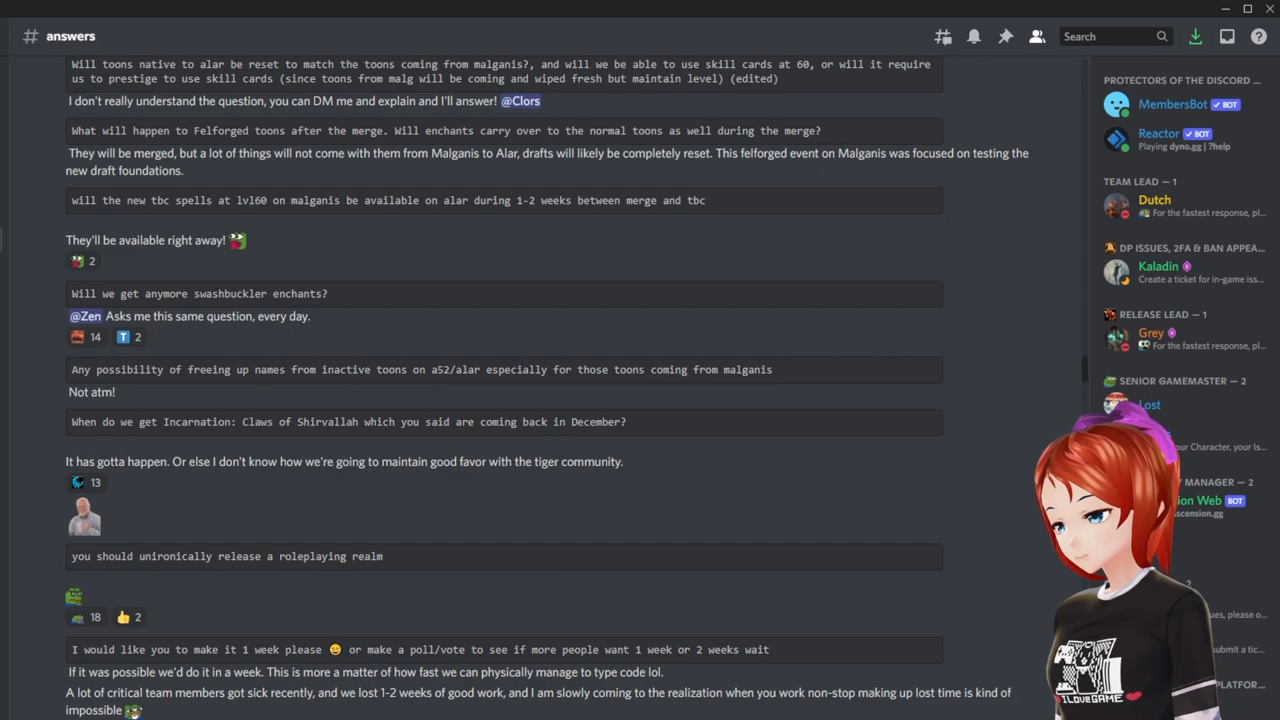 answers
Search
Will toons native to alar be reset to match the toons coming from malganis?, and will we be able to use skill cards at 60, or will it require
us to prestige to use skill cards (since toons from malg will be coming and wiped fresh but maintain level) (edited)
I don't really understand the question, you can DM me and explain and I'll answer! @Clors
What will happen to Felforged toons after the merge. Will enchants carry over to the normal toons as well during the merge?
They will be merged, but a lot of things will not come with them from Malganis to Alar, drafts will likely be completely reset. This felforged event on Malganis was focused on testing the
new draft foundations.
will the new tbc spells at lvl60 on malganis be available on alar during 1-2 weeks between merge and tbc
They'll be available right away!
2
Will we get anymore swashbuckler enchants?
@Zen Asks me this same question, every day.
14 T 2
Any possibility of freeing up names from inactive toons on a52/alar especially for those toons coming from malganis
Not atm!
When do we get Incarnation: Claws of Shirvallah which you said are coming back in December?
It has gotta happen. Or else I don't know how we're going to maintain good favor with the tiger community.
13
you should unironically release a roleplaying realm
18 2
I would like you to make it 1 week please 😄 or make a poll/vote to see if more people want 1 week or 2 weeks wait
If it was possible we'd do it in a week. This is more a matter of how fast we can physically manage to type code lol.
A lot of critical team members got sick recently, and we lost 1-2 weeks of good work, and I am slowly coming to the realization when you work non-stop making up lost time is kind of
impossible
PROTECTORS OF THE DISCORD ...
MembersBot ✓ BOT
Reactor ✓ BOT
Playing dyno.gg | ?help
TEAM LEAD — 1
Dutch
For the fastest response, pl...
DP ISSUES, 2FA & BAN APPEA...
Kaladin
Create a ticket for in-game iss...
RELEASE LEAD — 1
Grey
For the fastest response, pl...
SENIOR GAMEMASTER — 2
Lost
our Character, your Is...
MANAGER — 2
ion Web BOT
scension.gg
2
ues, please o...
submit a tic...
PLATFOR...
I LOVE GAME